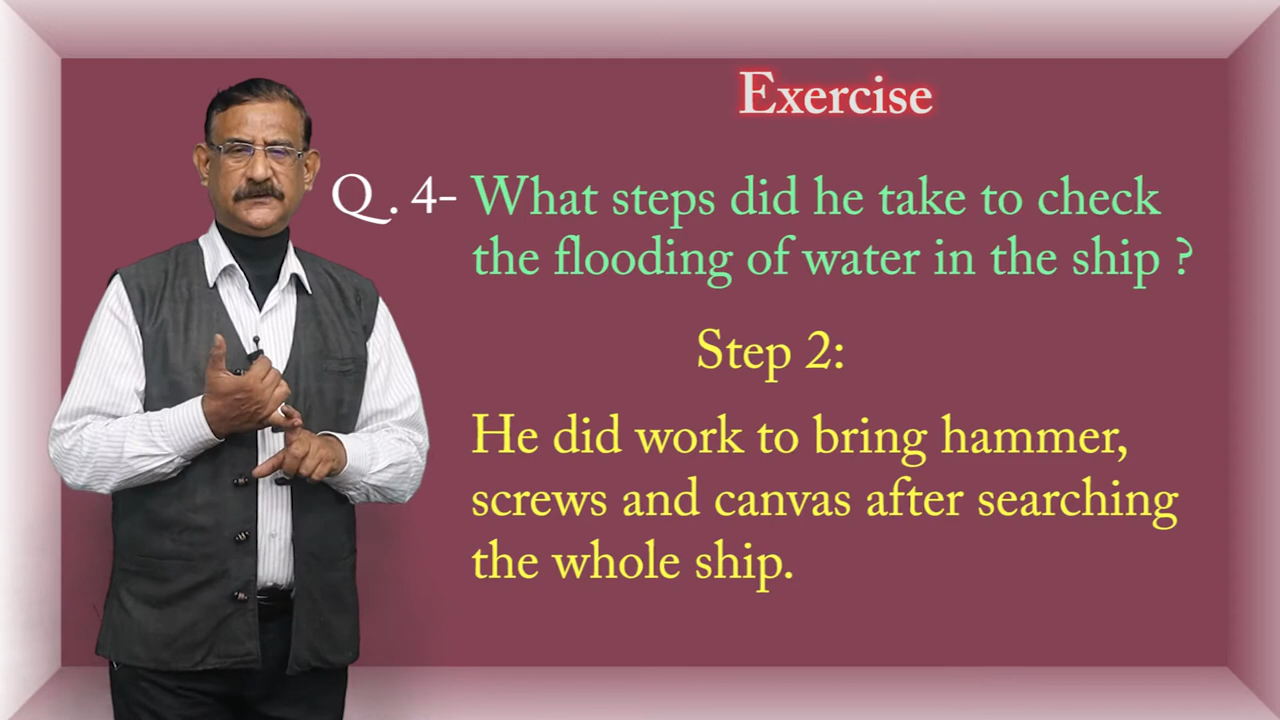 Exercise
Q. 4- What steps did he take to check
the flooding of water in the ship ?
Step 2:
He did work to bring hammer,
screws and canvas after searching
the whole ship.